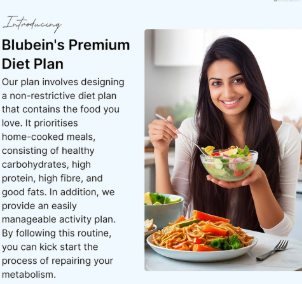 Introducing
Blubein's Premium
Diet Plan
Our plan involves designing
a non-restrictive diet plan
that contains the food you
love. It prioritises
home-cooked meals,
consisting of healthy
carbohydrates, high
protein, high fibre, and
good fats. In addition, we
provide an easily
manageable activity plan.
By following this routine,
you can kick start the
process of repairing your
metabolism.